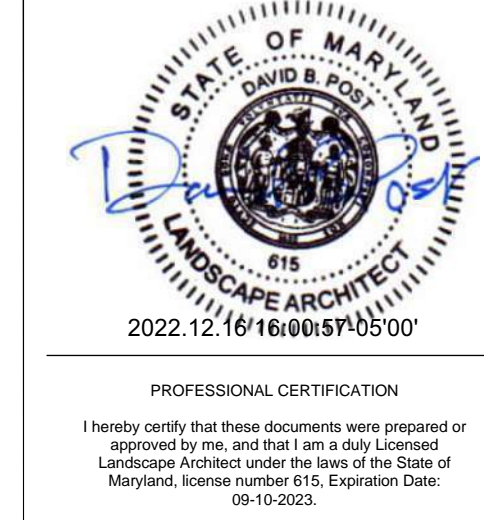 STATE OF MARYLAND
DAVID B. POST
David Post
615
LANDSCAPE ARCHITECT
2022.12.16 16:00:57-05'00'
PROFESSIONAL CERTIFICATION
I hereby certify that these documents were prepared or
approved by me, and that I am a duly Licensed
Landscape Architect under the laws of the State of
Maryland, license number 615, Expiration Date:
09-10-2023.